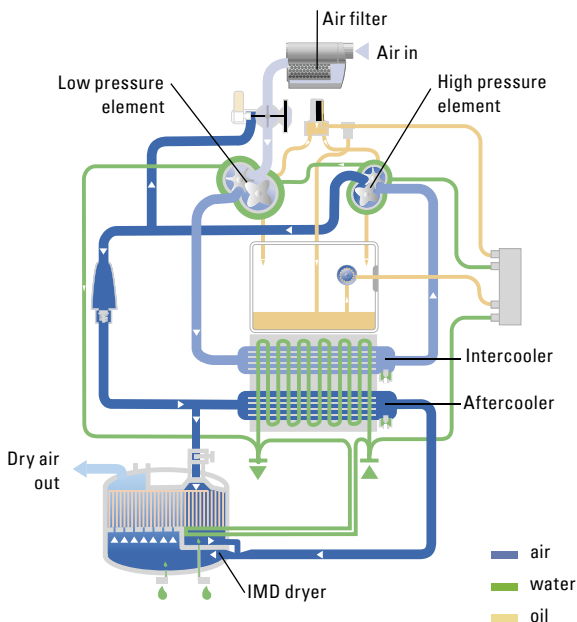 Air filter
Air in
Low pressure
element
High pressure
element
Intercooler
Aftercooler
Dry air
out
IMD dryer
air
water
oil